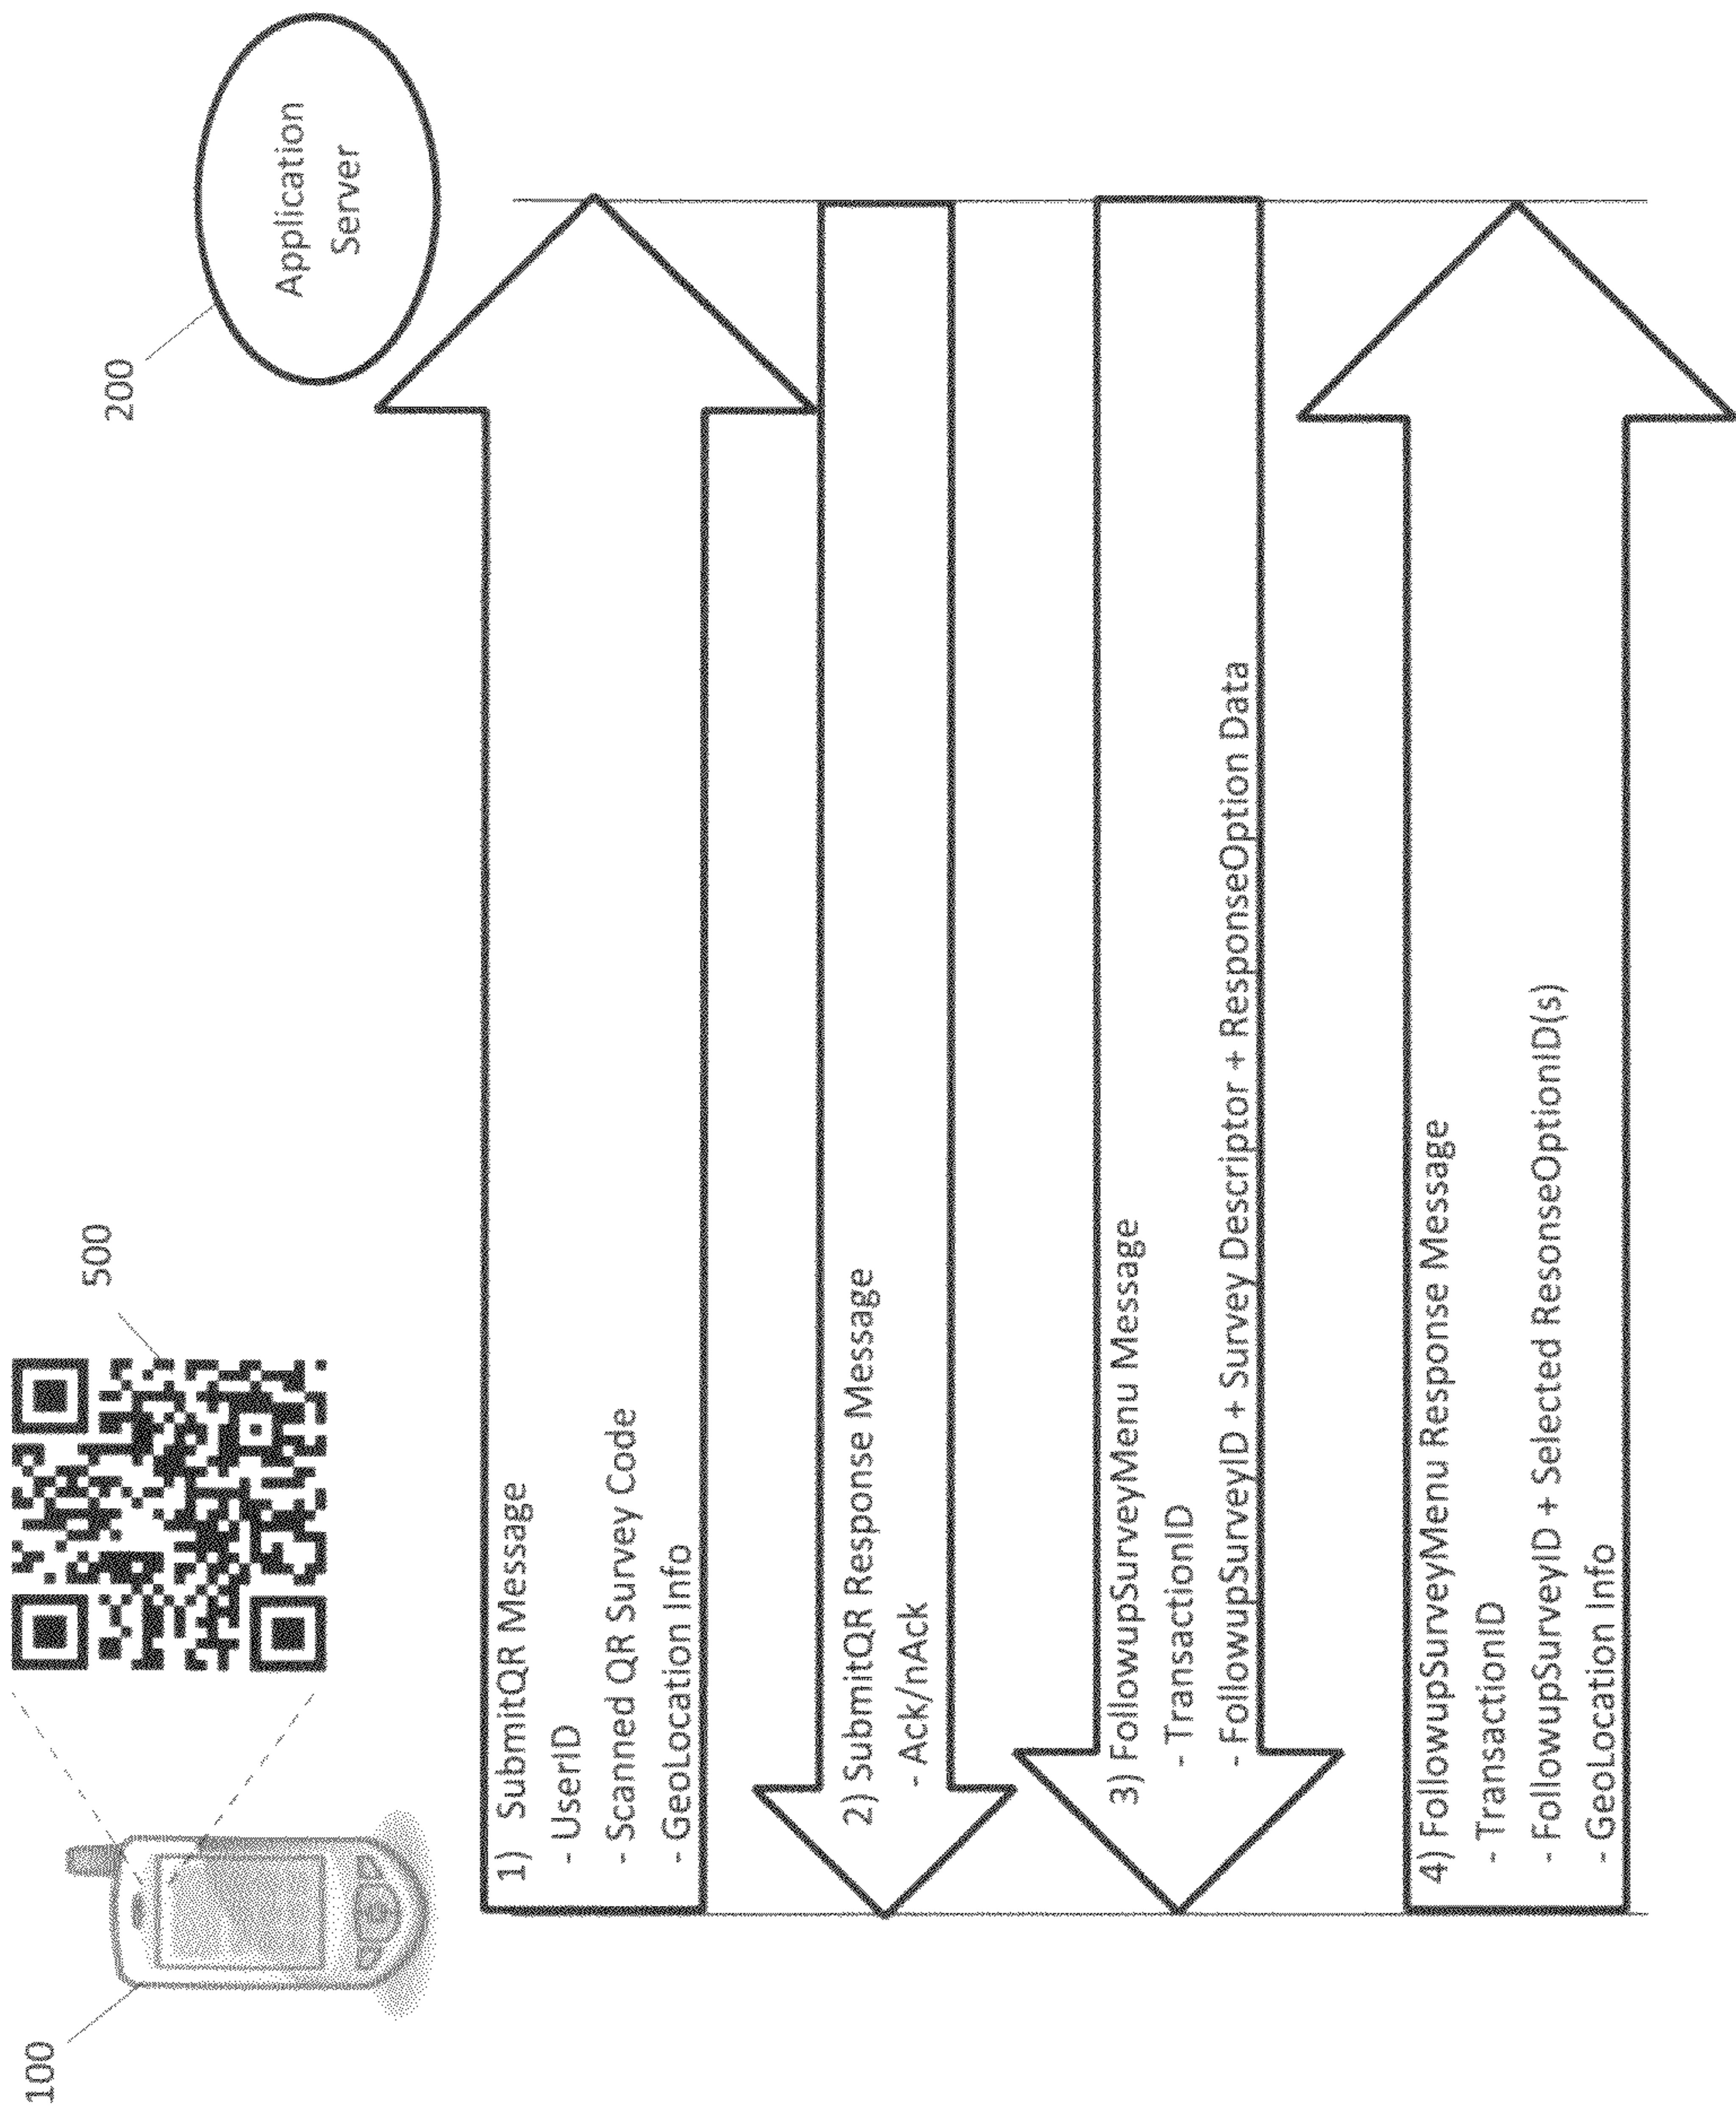 100
500
200
Application
Server
1) SubmitQR Message
- UserID
- Scanned QR Survey Code
- GeoLocation Info
2) SubmitQR Response Message
- Ack/nAck
3) FollowupSurveyMenu Message
- TransactionID
- FollowupSurveyID + Survey Descriptor + ResponseOption Data
4) FollowupSurveyMenu Response Message
- TransactionID
- FollowupSurveyID + Selected ResonseOptionID(s)
- GeoLocation Info